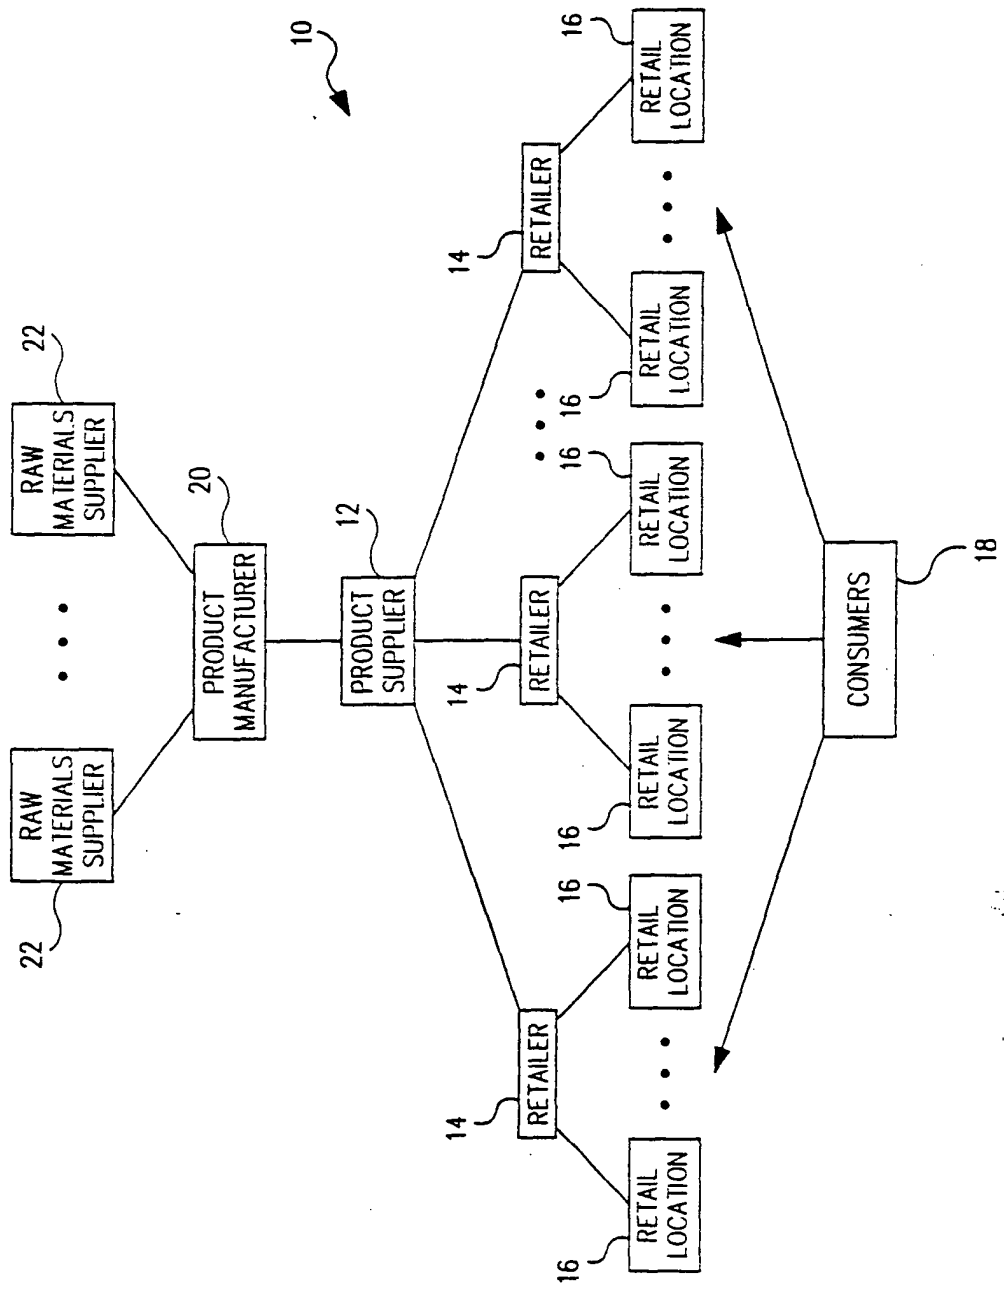 10
22
RAW
MATERIALS
SUPPLIER
RAW
MATERIALS
SUPPLIER
22
PRODUCT
MANUFACTURER
20
PRODUCT
SUPPLIER
12
14
RETAILER
14
RETAILER
14
RETAILER
16
RETAIL
LOCATION
16
RETAIL
LOCATION
16
RETAIL
LOCATION
16
RETAIL
LOCATION
16
RETAIL
LOCATION
16
RETAIL
LOCATION
CONSUMERS
18